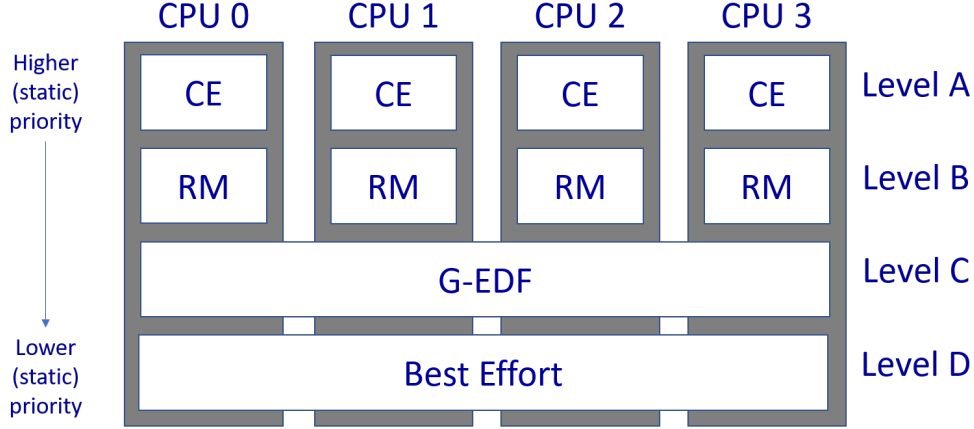 CPU 0 CPU 1 CPU 2 CPU 3
Higher
(static)
priority
CE CE CE CE Level A
RM RM RM RM Level B
G-EDF Level C
Lower
(static)
priority
Best Effort Level D